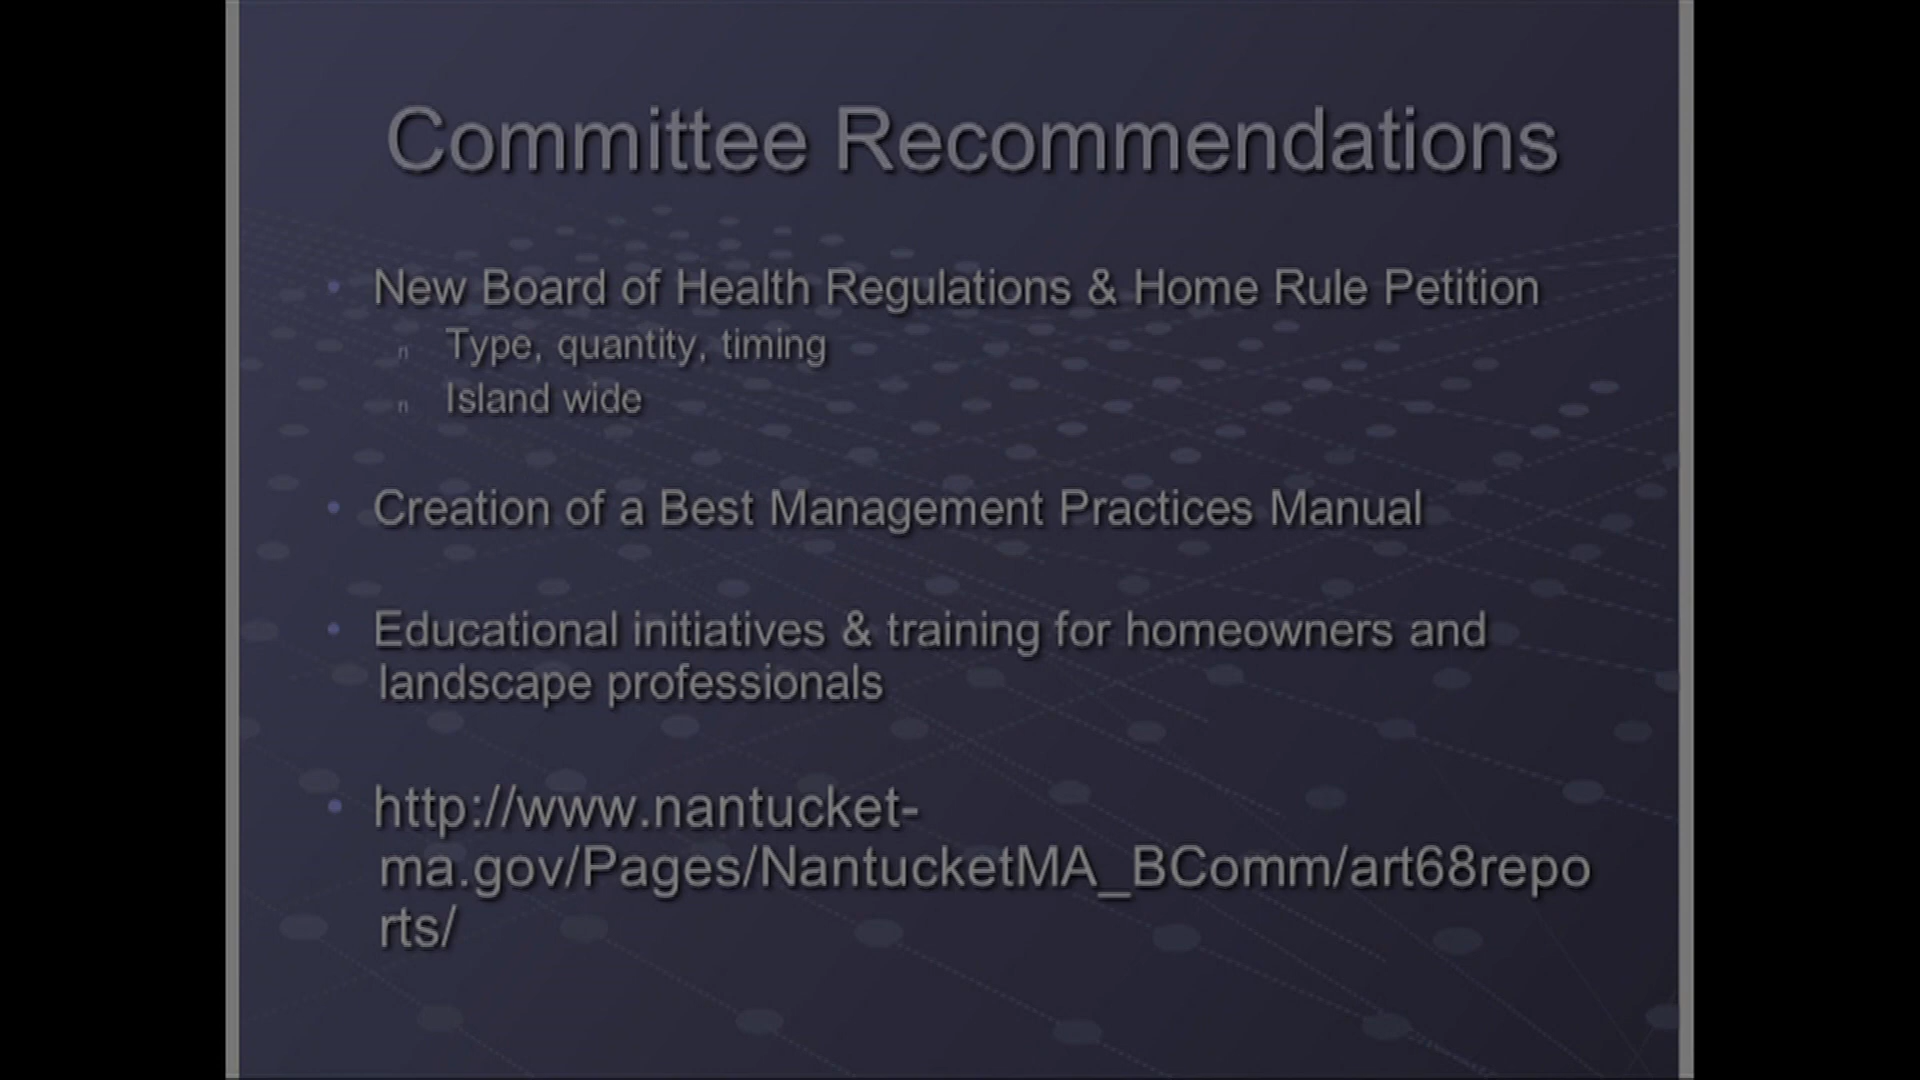 Committee Recommendations
• New Board of Health Regulations & Home Rule Petition
n Type, quantity, timing
n Island wide
• Creation of a Best Management Practices Manual
• Educational initiatives & training for homeowners and
landscape professionals
• http://www.nantucket-
ma.gov/Pages/NantucketMA_BComm/art68repo
rts/